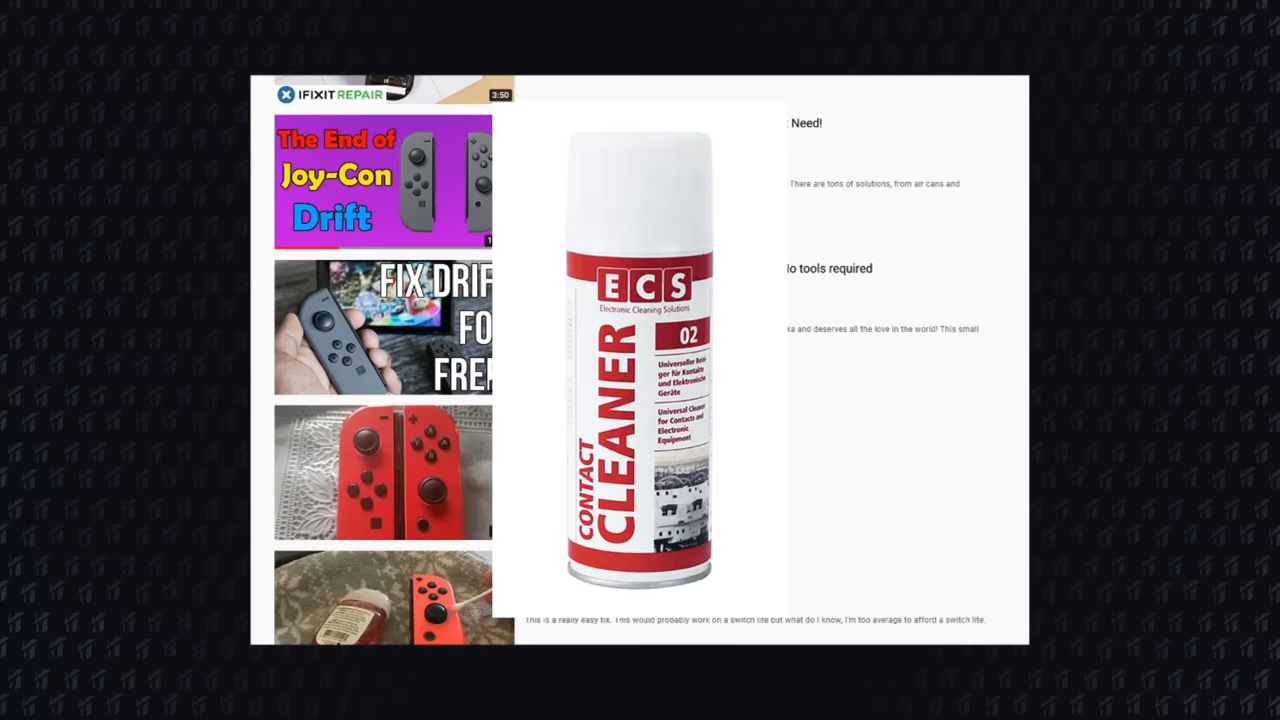 IFIXIT REPAIR
3:50
The End of
Joy-Con
Drift
FIX DRIF
FO
FREE
Need!
There are tons of solutions, from air cans and
No tools required
ka and deserves all the love in the world! This small
This is a really easy fix. This would probably work on a switch lite but what do I know, I'm too average to afford a switch lite.
ECS
Electronic Cleaning Solutions
CONTACT
CLEANER
02
Universeller Reini-
ger für Kontakte
und Elektronische
Geräte
Universal Cleaner
for Contacts and
Electronic
Equipment